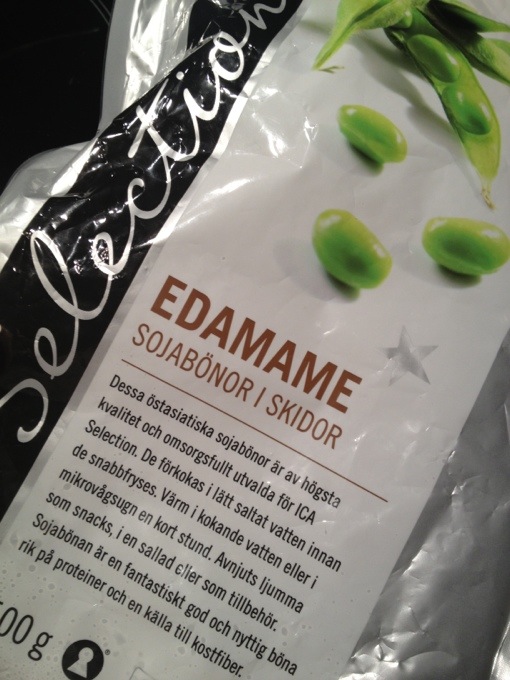 Selection
EDAMAME
SOJABÖNOR I SKIDOR
Dessa östasiatiska sojabönor är av högsta
kvalitet och omsorgsfullt utvalda för ICA
Selection. De förkokas i lätt saltat vatten innan
de snabbfryses. Värm i kokande vatten eller i
mikrovågsugn en kort stund. Avnjuts ljumma
som snacks, i en sallad eller som tillbehör.
Sojabönan är en fantastiskt god och nyttig böna
rik på proteiner och en källa till kostfiber.
00 g